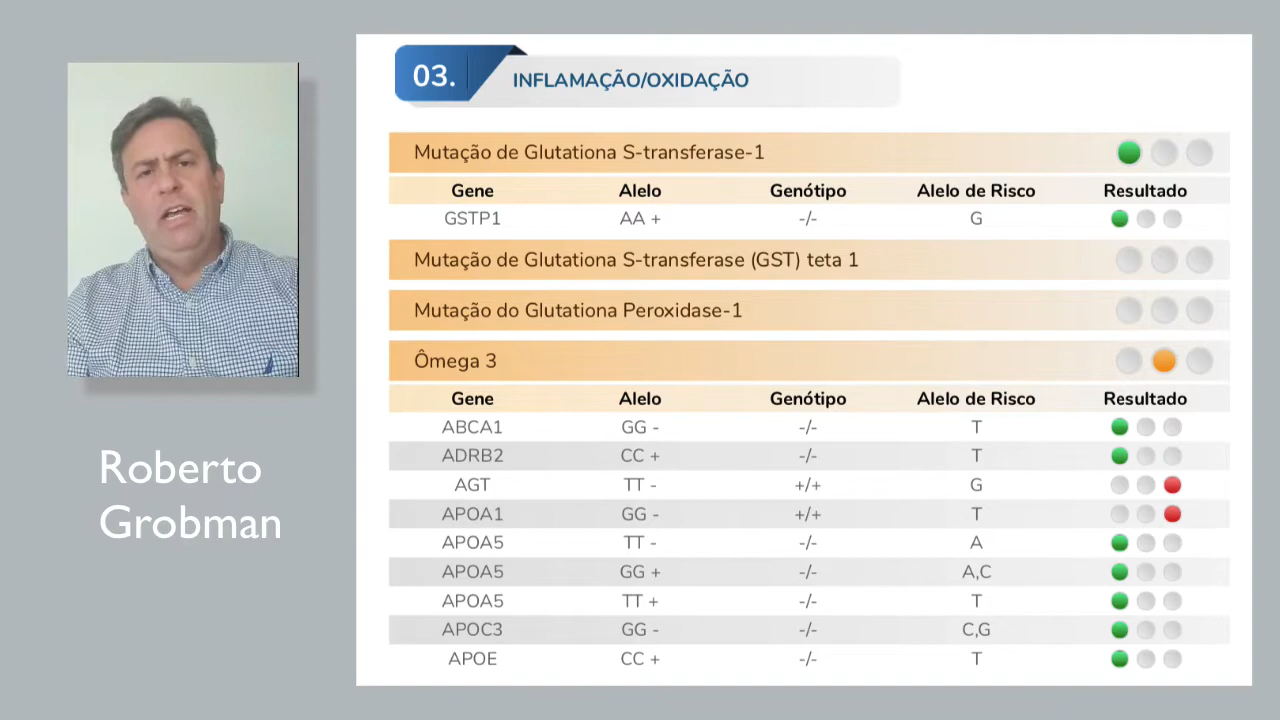 03.
INFLAMAÇÃO/OXIDAÇÃO
Mutação de Glutationa S-transferase-1
Gene Alelo Genótipo Alelo de Risco Resultado
GSTP1 AA + -/- G
Mutação de Glutationa S-transferase (GST) teta 1
Mutação do Glutationa Peroxidase-1
Ômega 3
Gene Alelo Genótipo Alelo de Risco Resultado
ABCA1 GG - -/- T
ADRB2 CC + -/- T
AGT TT - +/+ G
APOA1 GG - +/+ T
APOA5 TT - -/- A
APOA5 GG + -/- A,C
APOA5 TT + -/- T
APOC3 GG - -/- C,G
APOE CC + -/- T
Roberto
Grobman